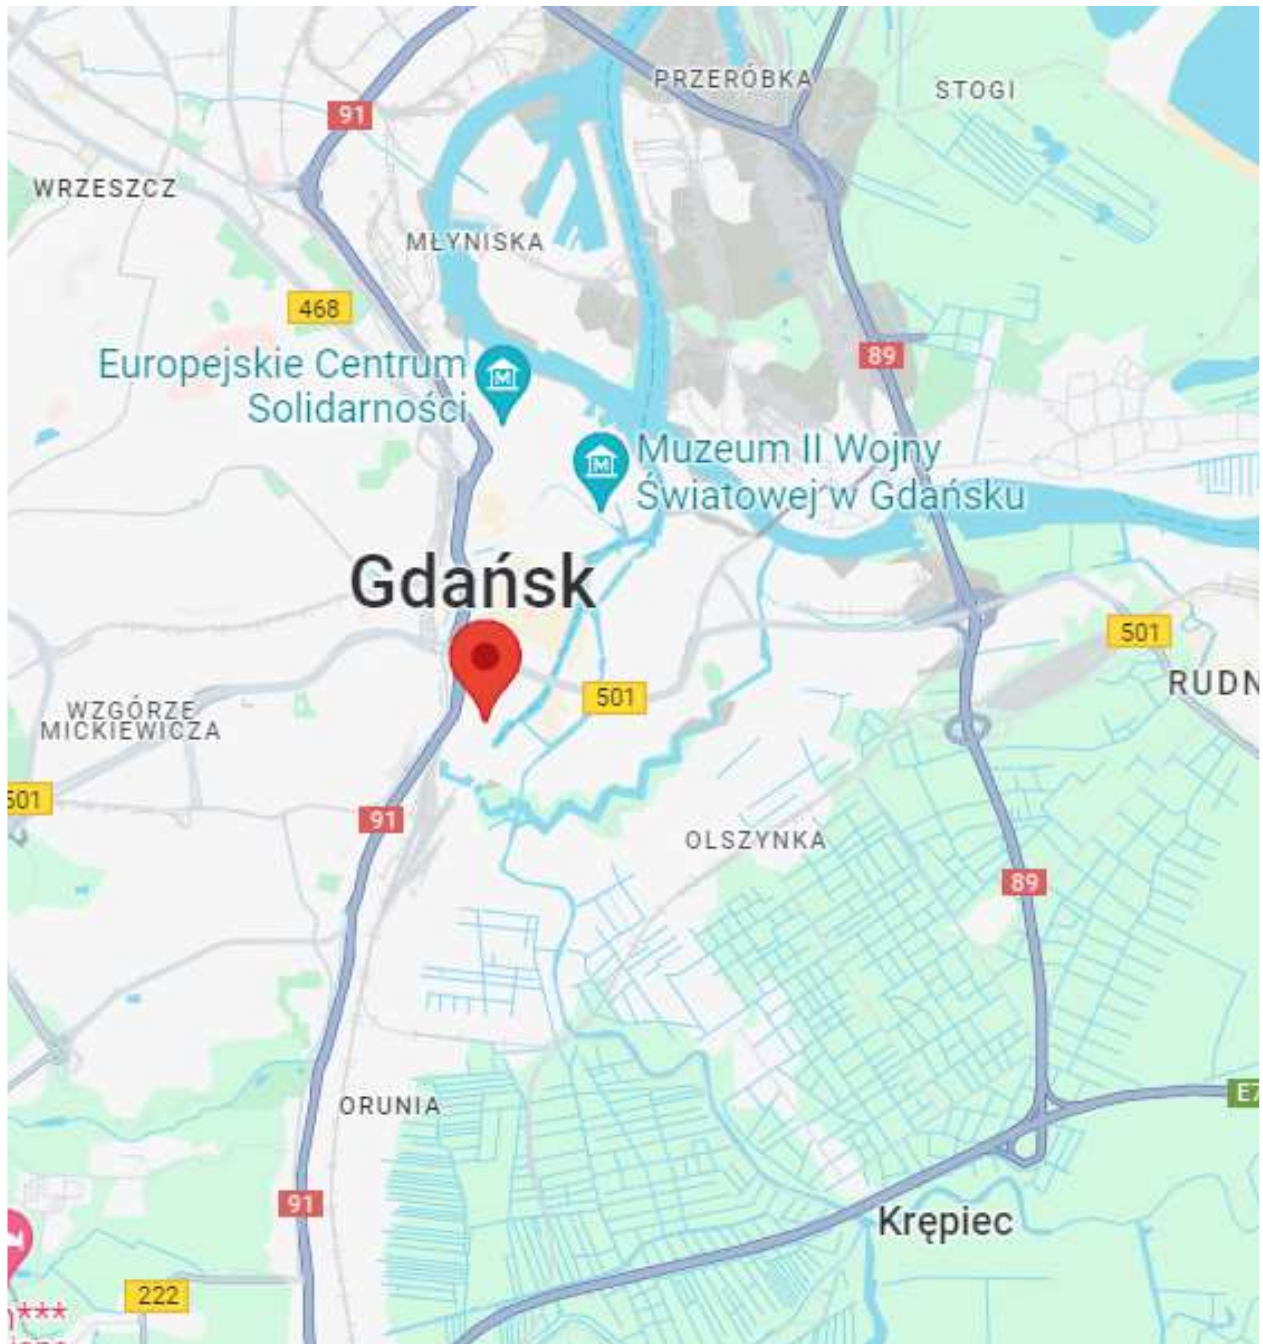 PRZERÓBKA
STOGI
91
WRZESZCZ
MŁYNISKA
468
89
Europejskie Centrum
Solidarności
Muzeum II Wojny
Światowej w Gdańsku
Gdańsk
501
501
RUDN
WZGÓRZE
MICKIEWICZA
501
91
OLSZYNKA
89
E7
ORUNIA
91
Krępiec
222